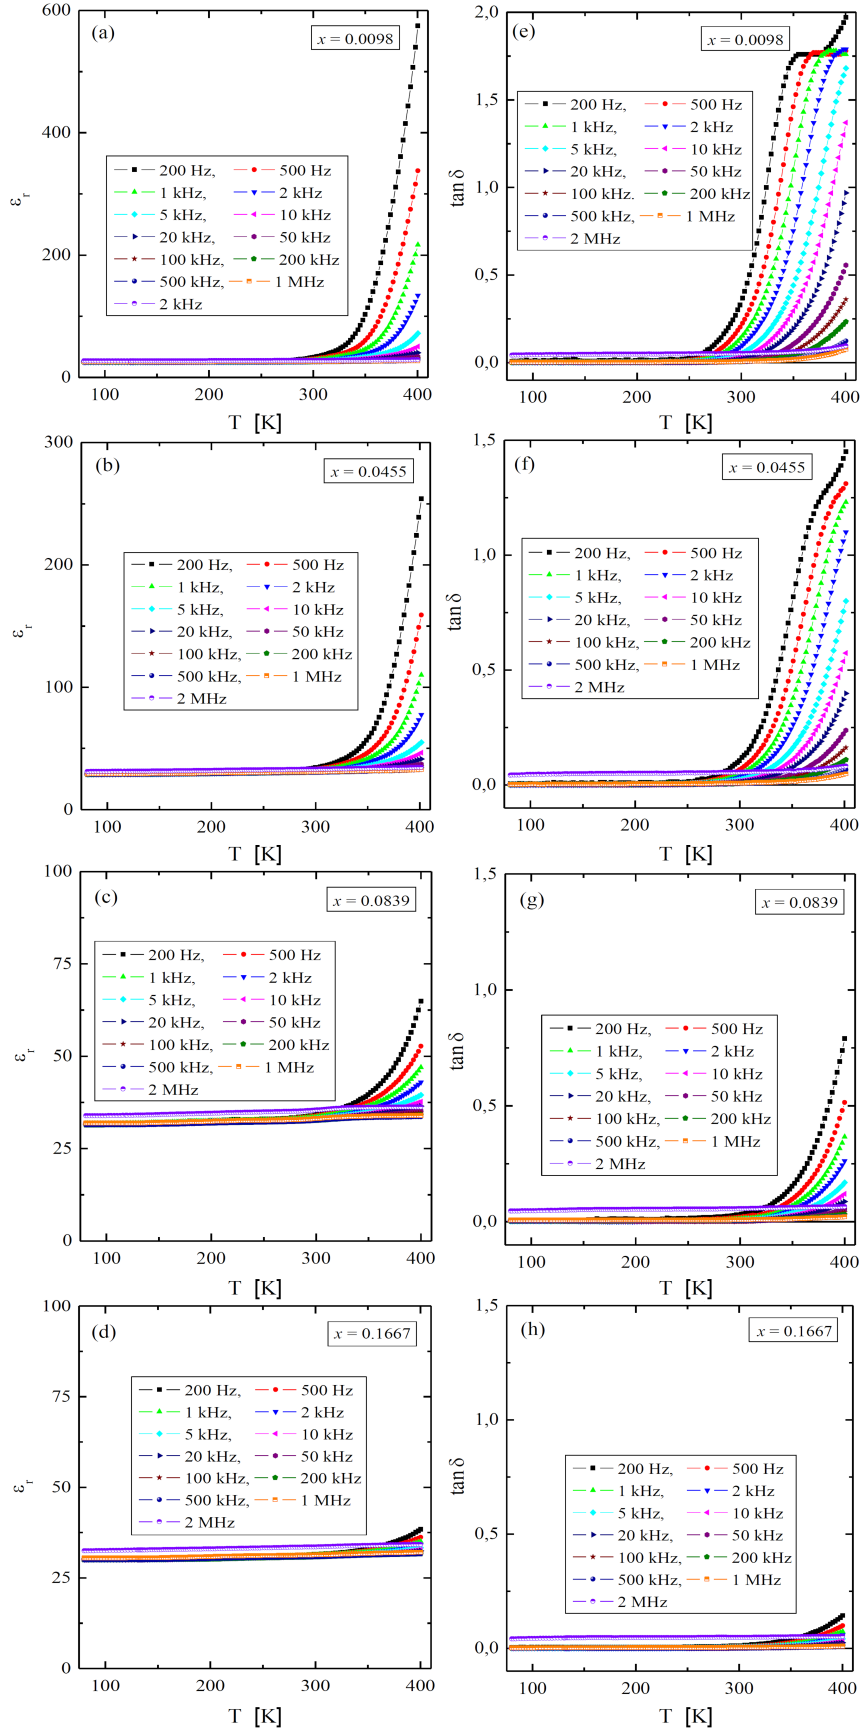 (a)
x = 0.0098
600
400
200
0
εr
200 Hz, 500 Hz
1 kHz, 2 kHz
5 kHz, 10 kHz
20 kHz, 50 kHz
100 kHz, 200 kHz
500 kHz, 1 MHz
2 kHz
100 200 300 400
T [K]
(e)
x = 0.0098
2,0
1,5
1,0
0,5
0,0
tan δ
200 Hz, 500 Hz
1 kHz, 2 kHz
5 kHz, 10 kHz
20 kHz, 50 kHz
100 kHz. 200 kHz
500 kHz, 1 MHz
2 MHz
100 200 300 400
T [K]
(b)
x = 0.0455
300
200
100
0
εr
200 Hz, 500 Hz
1 kHz, 2 kHz
5 kHz, 10 kHz
20 kHz, 50 kHz
100 kHz, 200 kHz
500 kHz, 1 MHz
2 MHz
100 200 300 400
T [K]
(f)
x = 0.0455
1,5
1,0
0,5
0,0
tan δ
200 Hz, 500 Hz
1 kHz, 2 kHz
5 kHz, 10 kHz
20 kHz, 50 kHz
100 kHz, 200 kHz
500 kHz, 1 MHz
2 MHz
100 200 300 400
T [K]
(c)
x = 0.0839
100
75
50
25
0
εr
200 Hz, 500 Hz
1 kHz, 2 kHz
5 kHz, 10 kHz
20 kHz, 50 kHz
100 kHz, 200 kHz
500 kHz, 1 MHz
2 MHz
100 200 300 400
T [K]
(g)
x = 0.0839
1,5
1,0
0,5
0,0
tan δ
200 Hz, 500 Hz
1 kHz, 2 kHz
5 kHz, 10 kHz
20 kHz, 50 kHz
100 kHz, 200 kHz
500 kHz, 1 MHz
2 MHz
100 200 300 400
T [K]
(d)
x = 0.1667
100
75
50
25
0
εr
200 Hz, 500 Hz
1 kHz, 2 kHz
5 kHz, 10 kHz
20 kHz, 50 kHz
100 kHz, 200 kHz
500 kHz, 1 MHz
2 MHz
100 200 300 400
T [K]
(h)
x = 0.1667
1,5
1,0
0,5
0,0
tan δ
200 Hz, 500 Hz
1 kHz, 2 kHz
5 kHz, 10 kHz
20 kHz, 50 kHz
100 kHz, 200 kHz
500 kHz, 1 MHz
2 MHz
100 200 300 400
T [K]